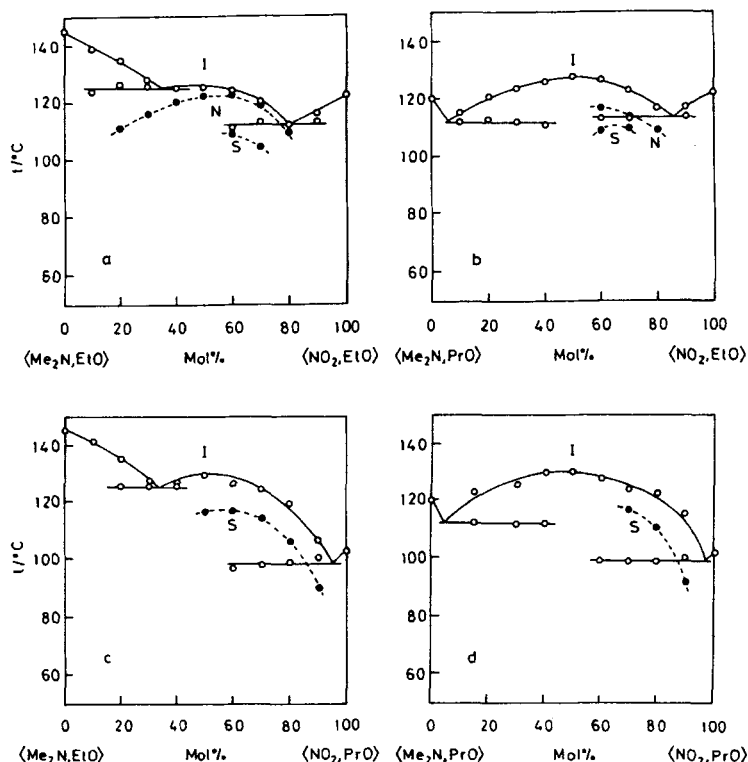 140
120
100
80
60
t/°C
I
N
S
a
0 20 40 60 80 100
⟨Me₂N,EtO⟩ Mol% ⟨NO₂,EtO⟩
140
120
100
80
60
I
S
N
b
0 20 40 60 80 100
⟨Me₂N,PrO⟩ Mol% ⟨NO₂,EtO⟩
140
120
100
80
60
t/°C
I
S
c
0 20 40 60 80 100
⟨Me₂N,EtO⟩ Mol% ⟨NO₂,PrO⟩
140
120
100
80
60
I
S
d
0 20 40 60 80 100
⟨Me₂N,PrO⟩ Mol% ⟨NO₂,PrO⟩